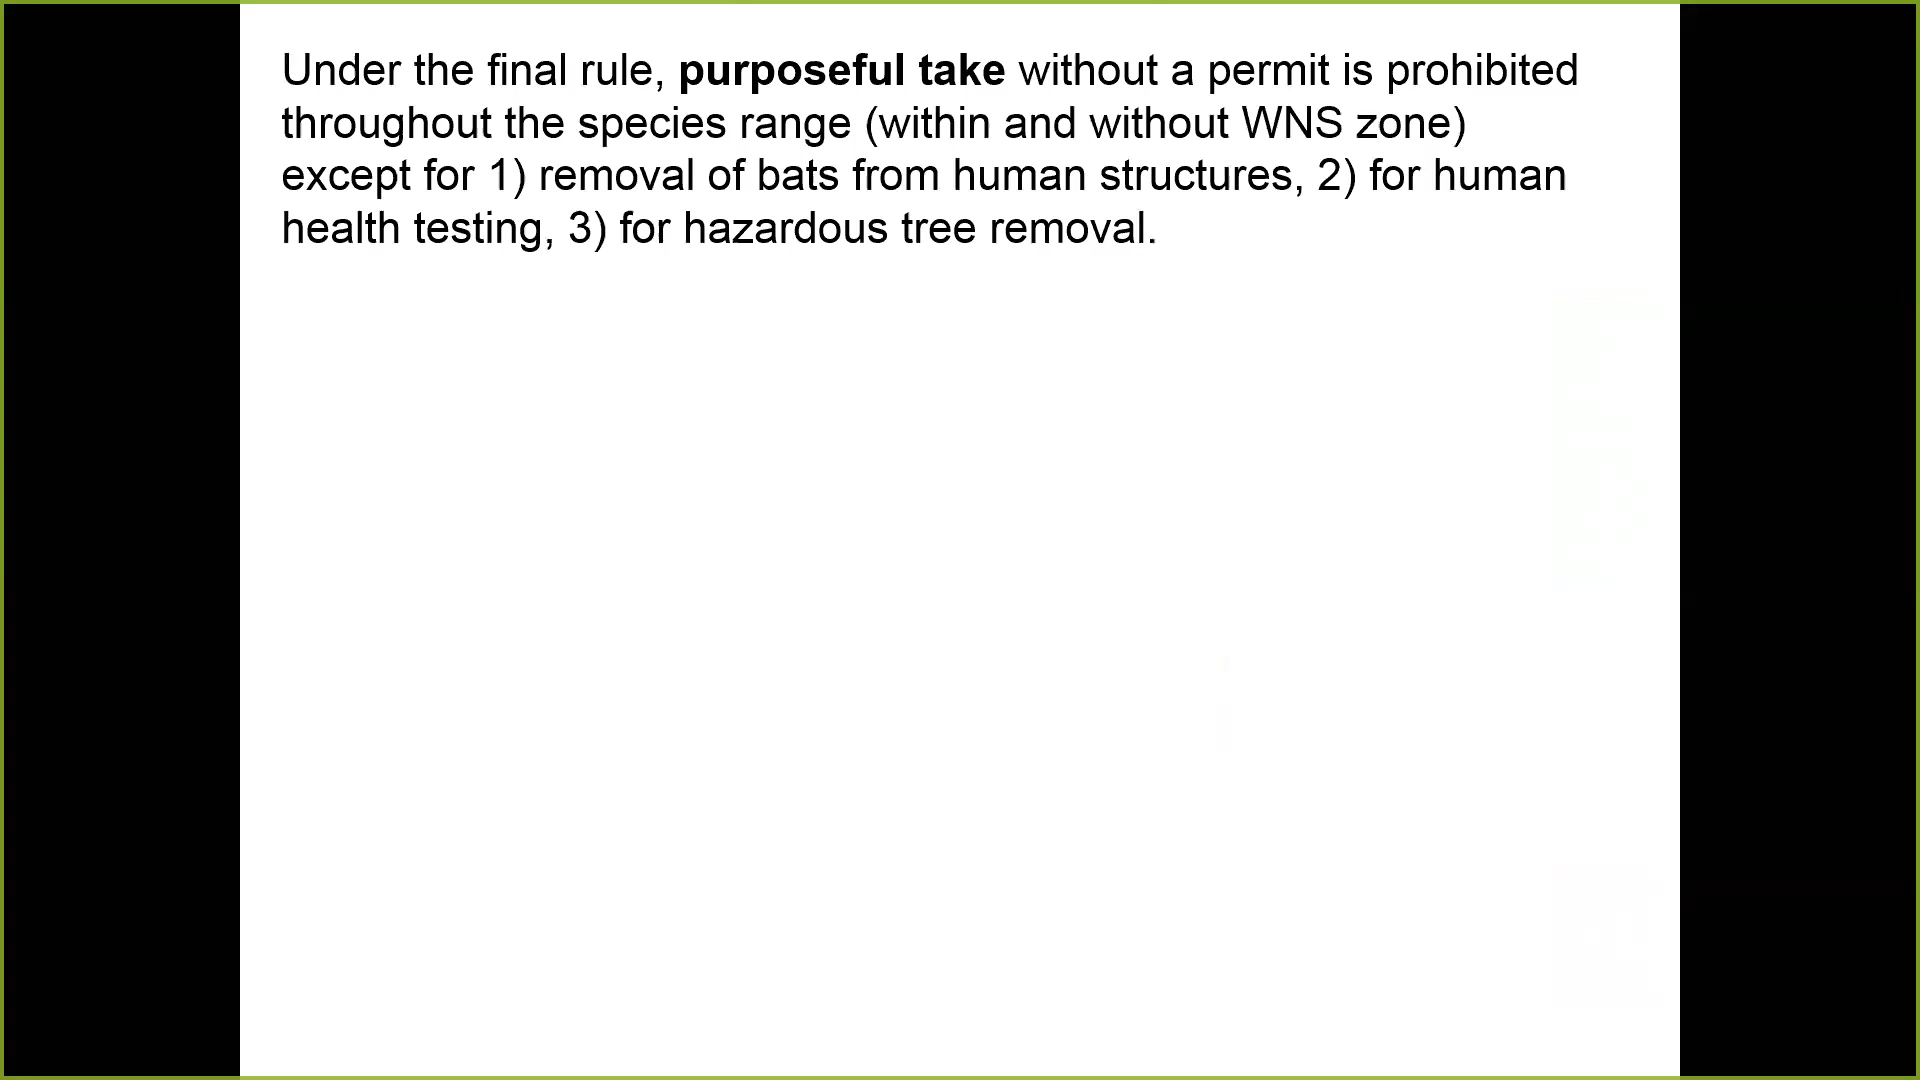 Under the final rule, purposeful take without a permit is prohibited
throughout the species range (within and without WNS zone)
except for 1) removal of bats from human structures, 2) for human
health testing, 3) for hazardous tree removal.